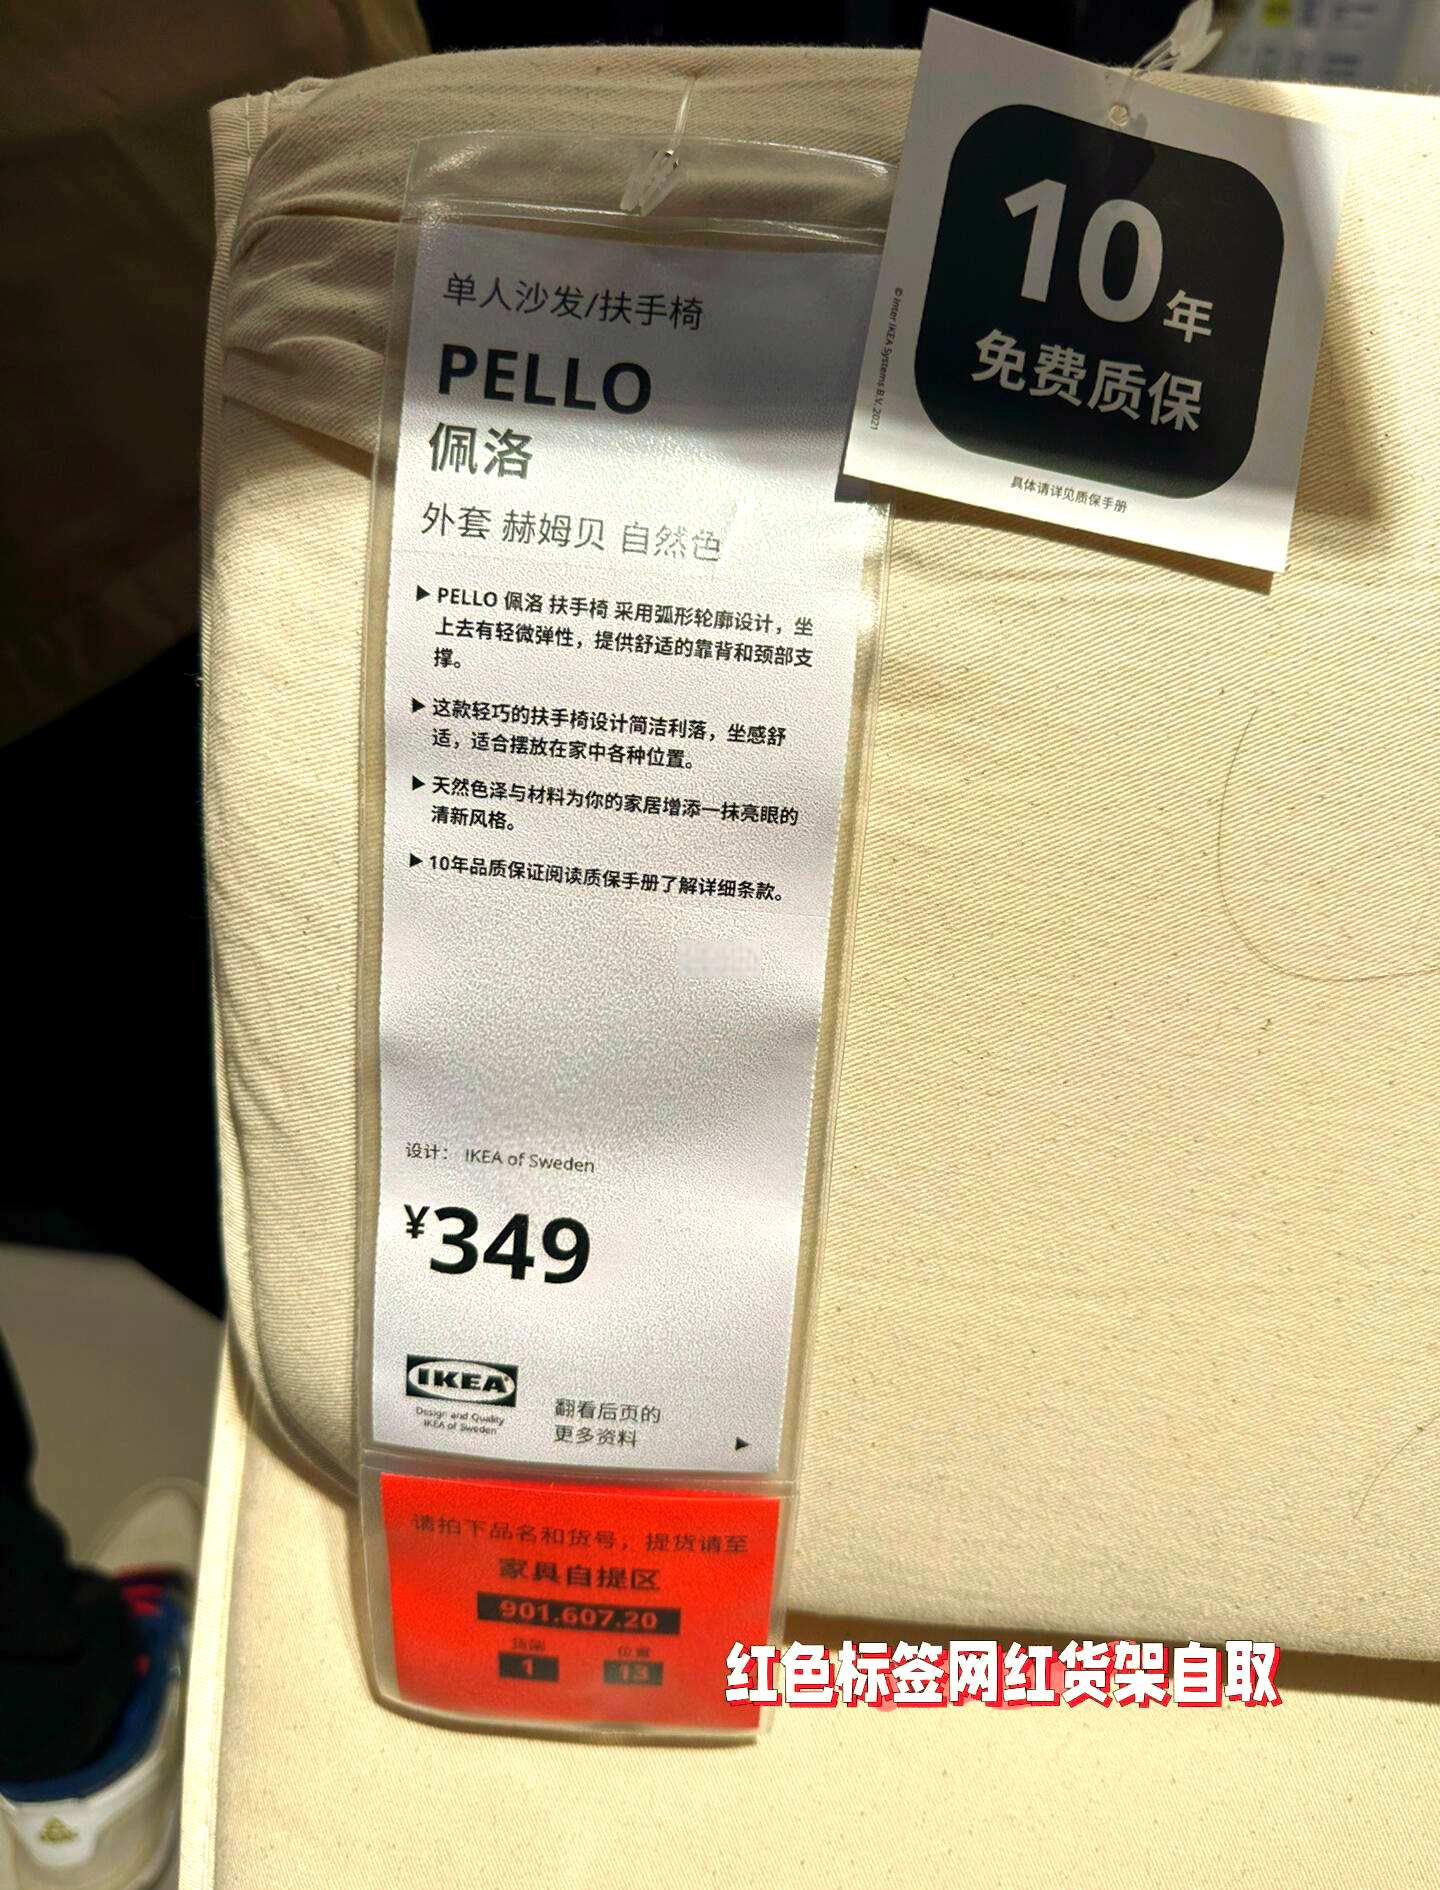 单人沙发/扶手椅
PELLO
佩洛
外套 赫姆贝 自然色
▶ PELLO 佩洛 扶手椅 采用弧形轮廓设计，坐
上去有轻微弹性，提供舒适的靠背和颈部支
撑。
▶ 这款轻巧的扶手椅设计简洁利落，坐感舒
适，适合摆放在家中各种位置。
▶ 天然色泽与材料为你的家居增添一抹亮眼的
清新风格。
▶ 10年品质保证阅读质保手册了解详细条款。
设计： IKEA of Sweden
¥349
IKEA
Design and Quality
IKEA of Sweden
翻看后页的
更多资料
▶
请拍下品名和货号，提货请至
家具自提区
901.607.20
货架 位置
1 13
10年
免费质保
具体请详见质保手册
© Inter IKEA Systems B.V. 2021
红色标签网红货架自取